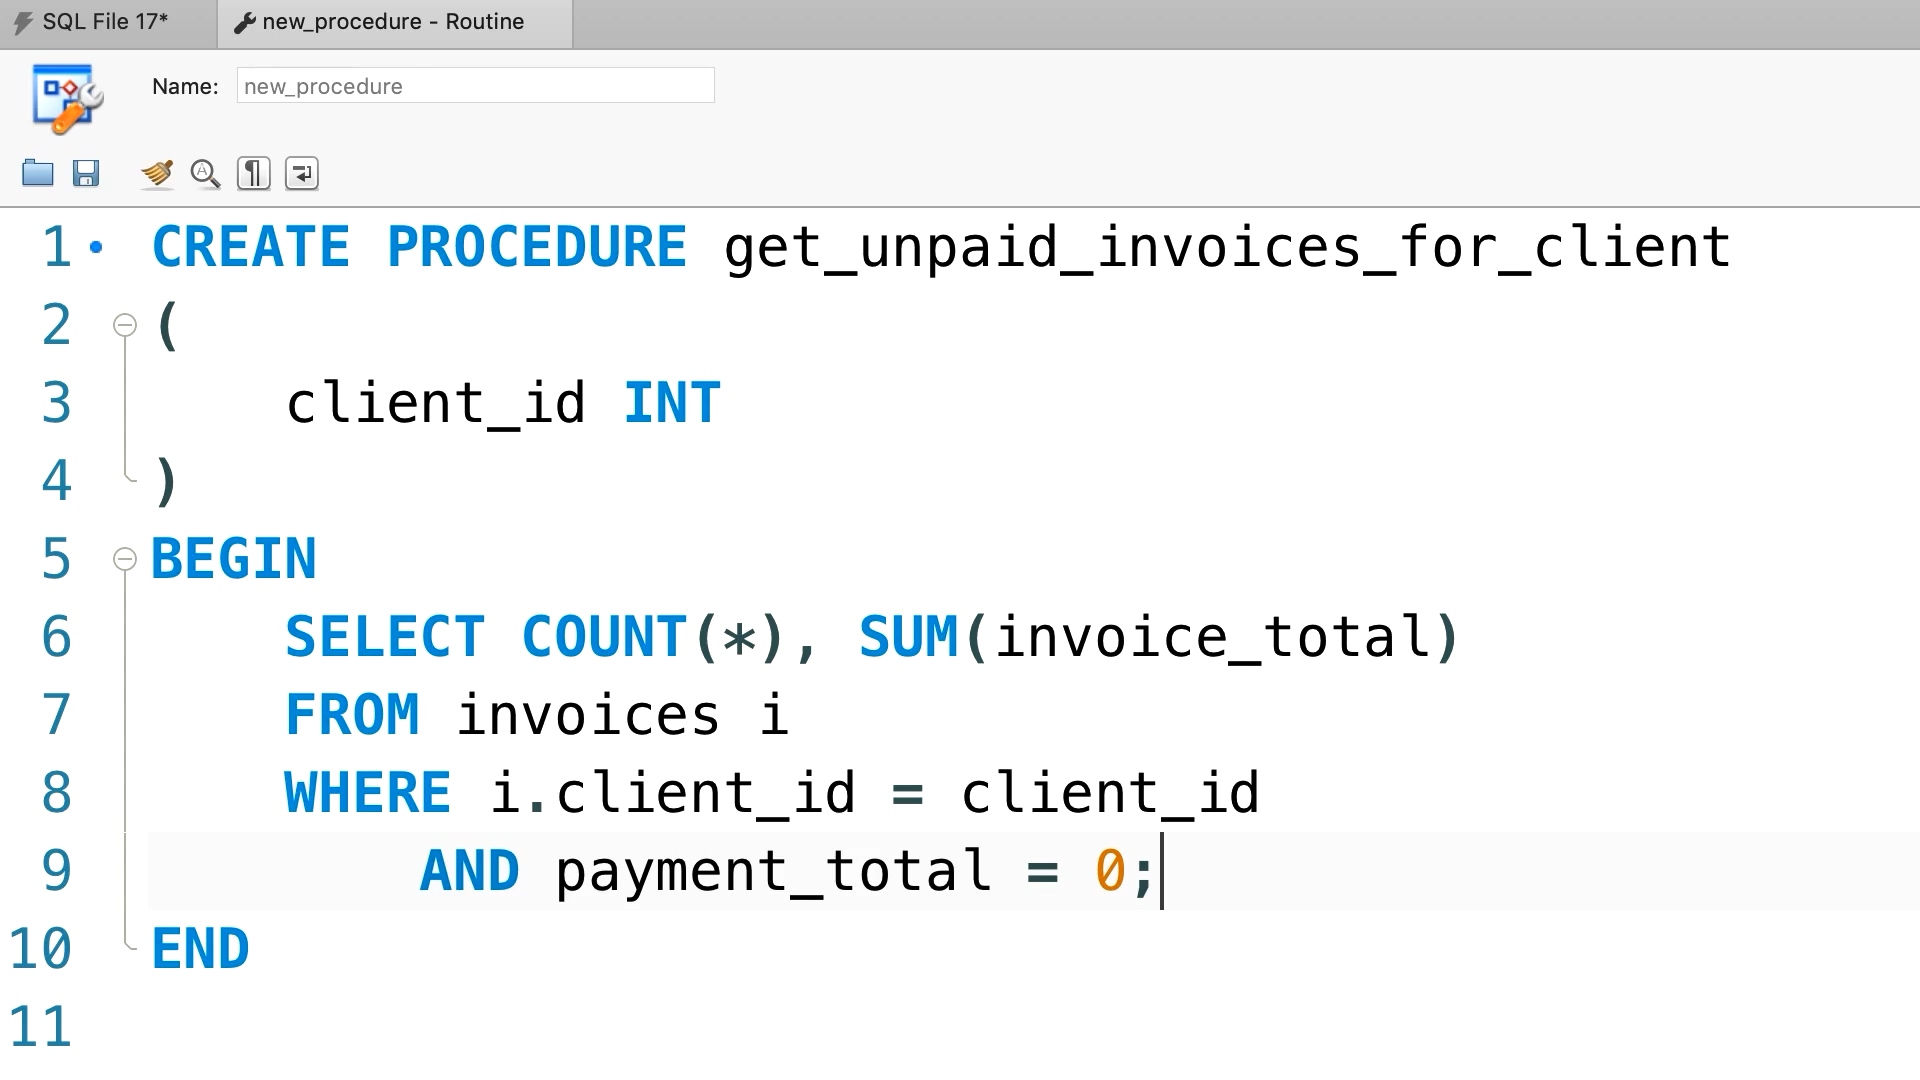 SQL File 17*
new_procedure - Routine
Name: new_procedure
1 CREATE PROCEDURE get_unpaid_invoices_for_client
2 (
3 client_id INT
4 )
5 BEGIN
6 SELECT COUNT(*), SUM(invoice_total)
7 FROM invoices i
8 WHERE i.client_id = client_id
9 AND payment_total = 0;
10 END
11